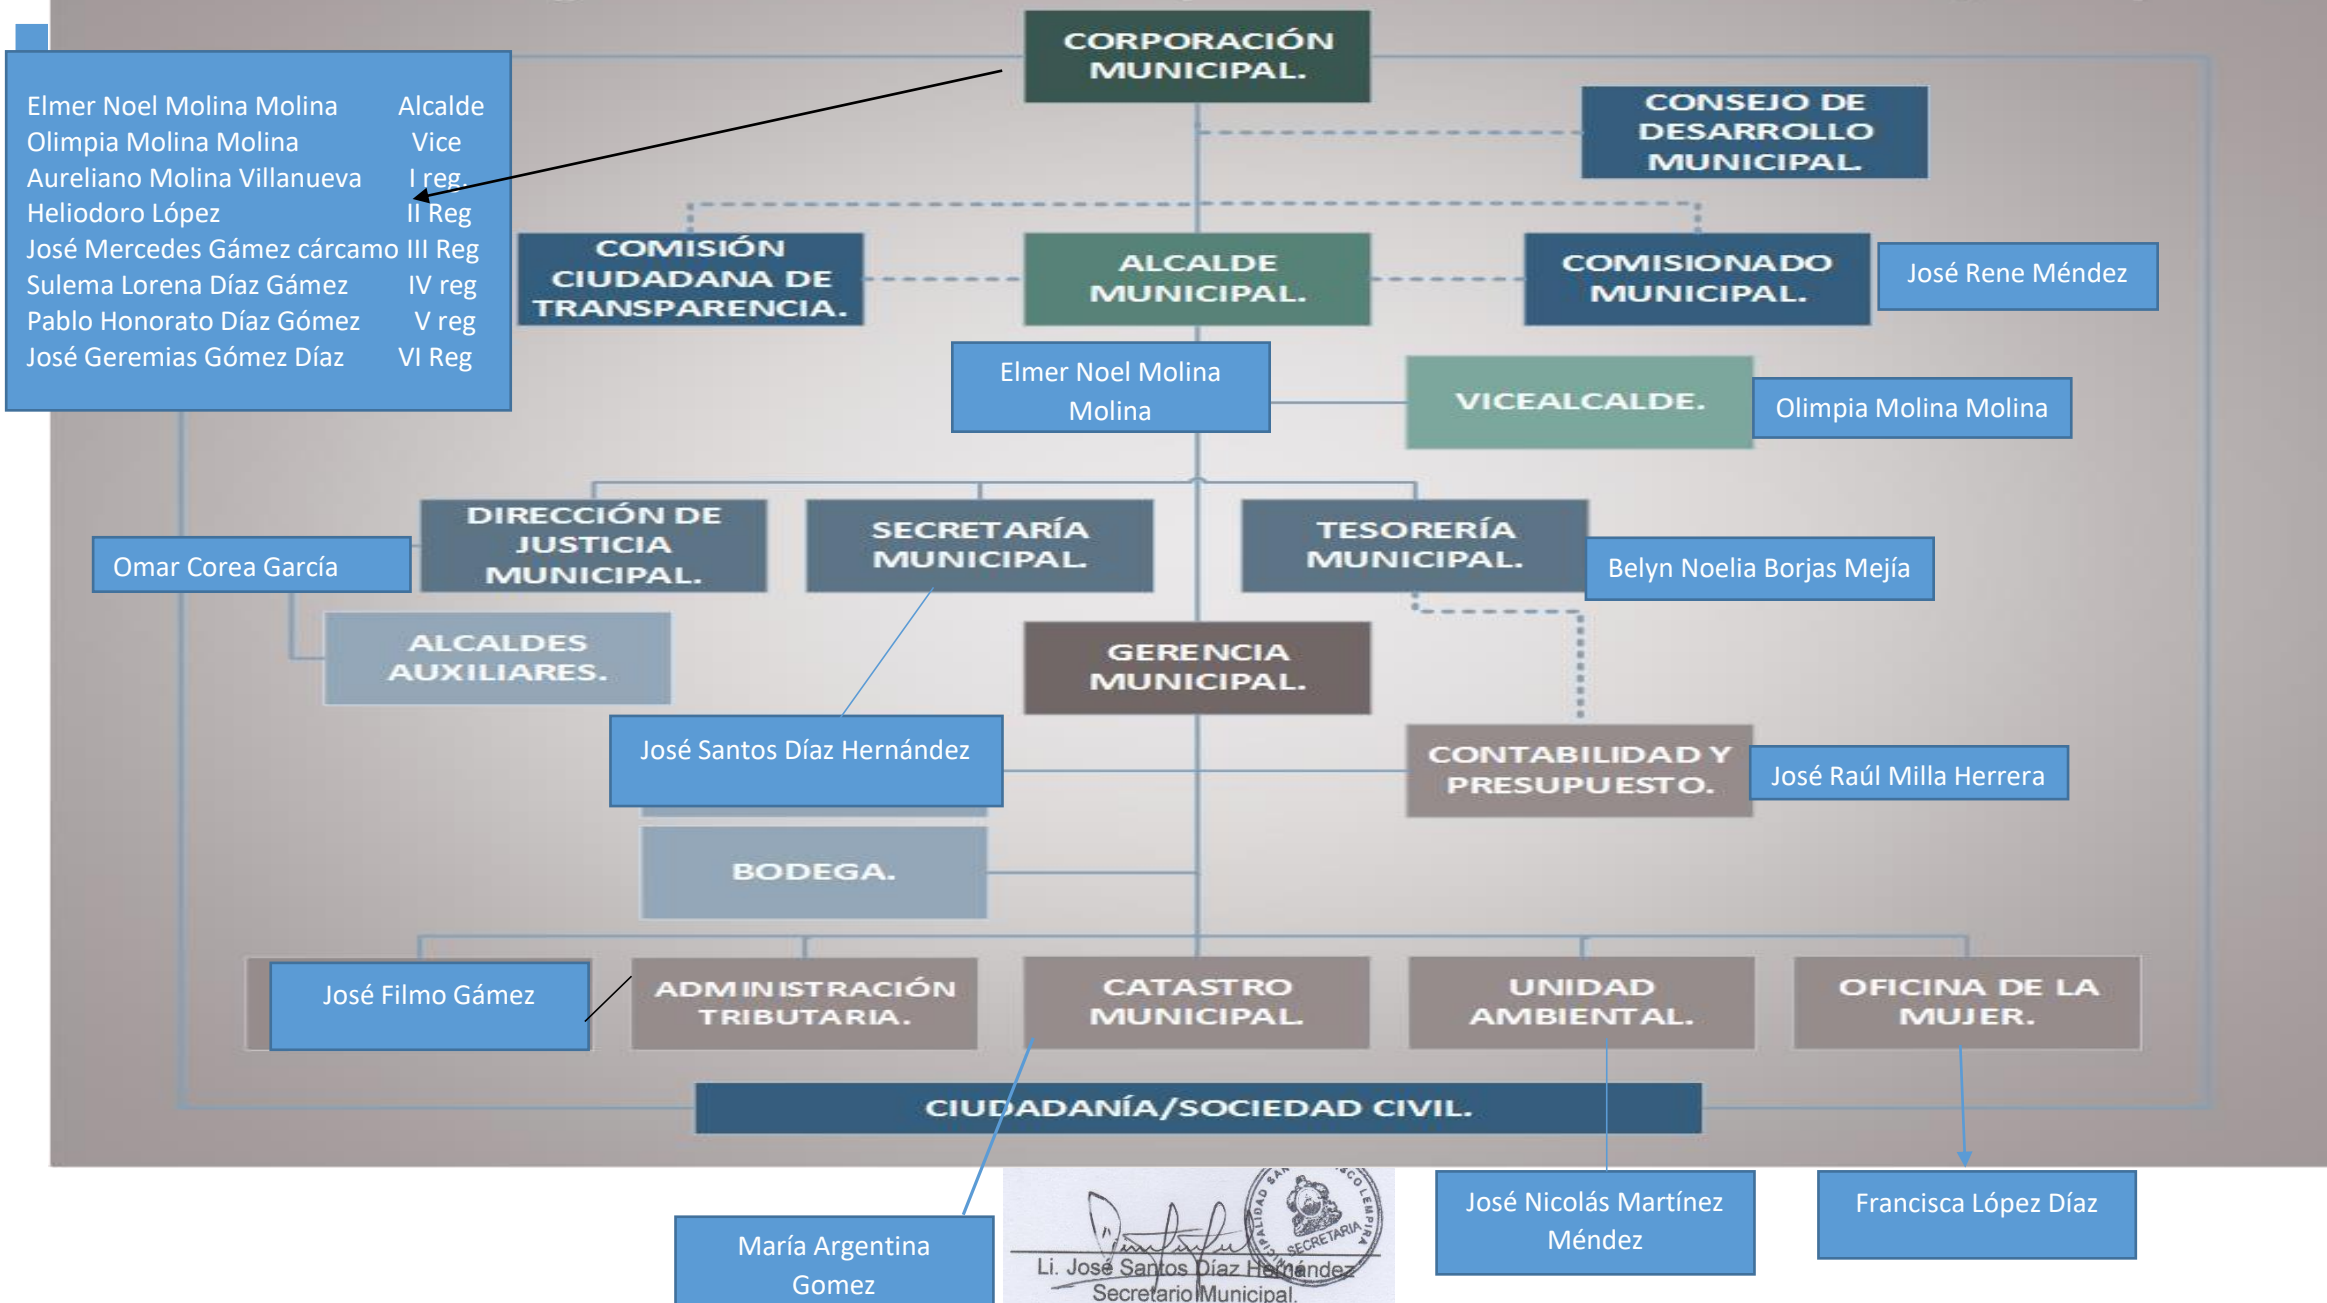 CORPORACIÓN
MUNICIPAL.
Elmer Noel Molina Molina Alcalde
Olimpia Molina Molina Vice
Aureliano Molina Villanueva I reg.
Heliodoro López II Reg
José Mercedes Gámez cárcamo III Reg
Sulema Lorena Díaz Gámez IV reg
Pablo Honorato Díaz Gómez V reg
José Geremias Gómez Díaz VI Reg
CONSEJO DE
DESARROLLO
MUNICIPAL.
COMISIÓN
CIUDADANA DE
TRANSPARENCIA.
ALCALDE
MUNICIPAL.
COMISIONADO
MUNICIPAL.
José Rene Méndez
Elmer Noel Molina
Molina
VICEALCALDE.
Olimpia Molina Molina
DIRECCIÓN DE
JUSTICIA
MUNICIPAL.
SECRETARÍA
MUNICIPAL.
TESORERÍA
MUNICIPAL.
Omar Corea García
Belyn Noelia Borjas Mejía
ALCALDES
AUXILIARES.
GERENCIA
MUNICIPAL.
José Santos Díaz Hernández
CONTABILIDAD Y
PRESUPUESTO.
José Raúl Milla Herrera
BODEGA.
José Filmo Gámez
ADMINISTRACIÓN
TRIBUTARIA.
CATASTRO
MUNICIPAL.
UNIDAD
AMBIENTAL.
OFICINA DE LA
MUJER.
CIUDADANÍA/SOCIEDAD CIVIL.
María Argentina
Gomez
LEMPIRA
SECRETARIA
Li. José Santos Díaz Hernández
Secretario Municipal.
José Nicolás Martínez
Méndez
Francisca López Díaz